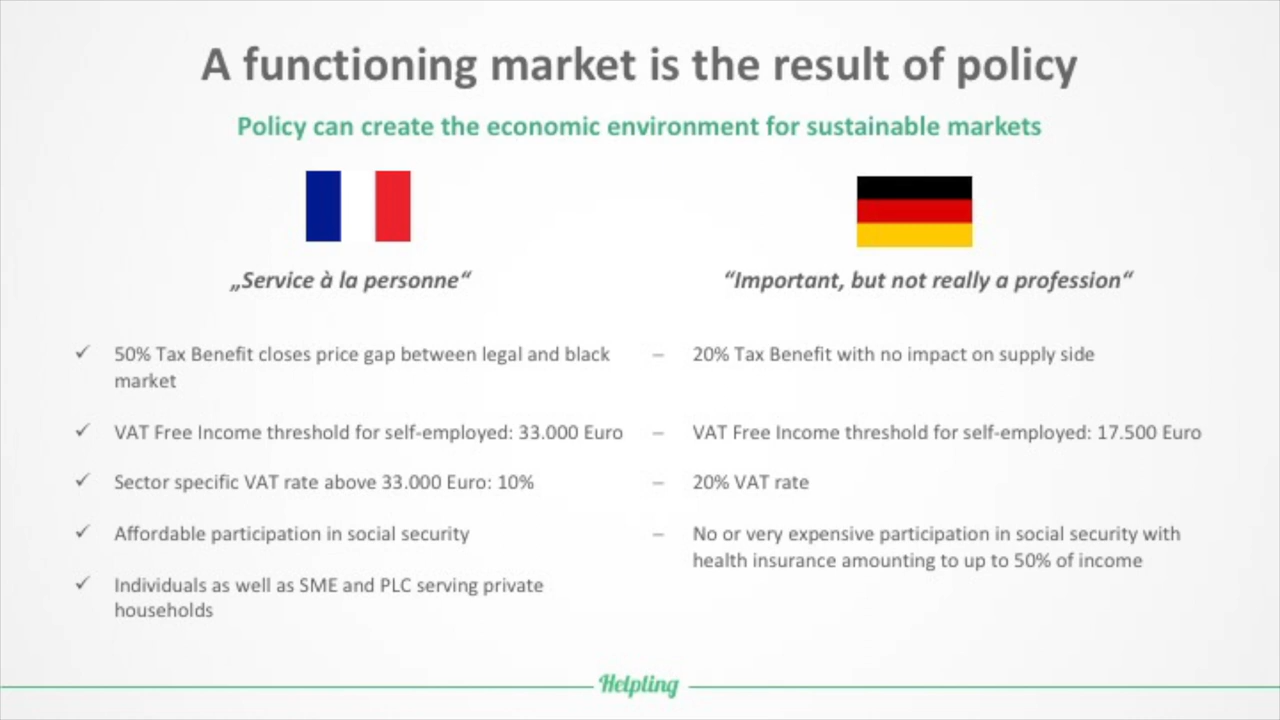 A functioning market is the result of policy
Policy can create the economic environment for sustainable markets
„Service à la personne“
50% Tax Benefit closes price gap between legal and black
market
VAT Free Income threshold for self-employed: 33.000 Euro
Sector specific VAT rate above 33.000 Euro: 10%
Affordable participation in social security
Individuals as well as SME and PLC serving private
households
“Important, but not really a profession“
20% Tax Benefit with no impact on supply side
VAT Free Income threshold for self-employed: 17.500 Euro
20% VAT rate
No or very expensive participation in social security with
health insurance amounting to up to 50% of income
Helpling